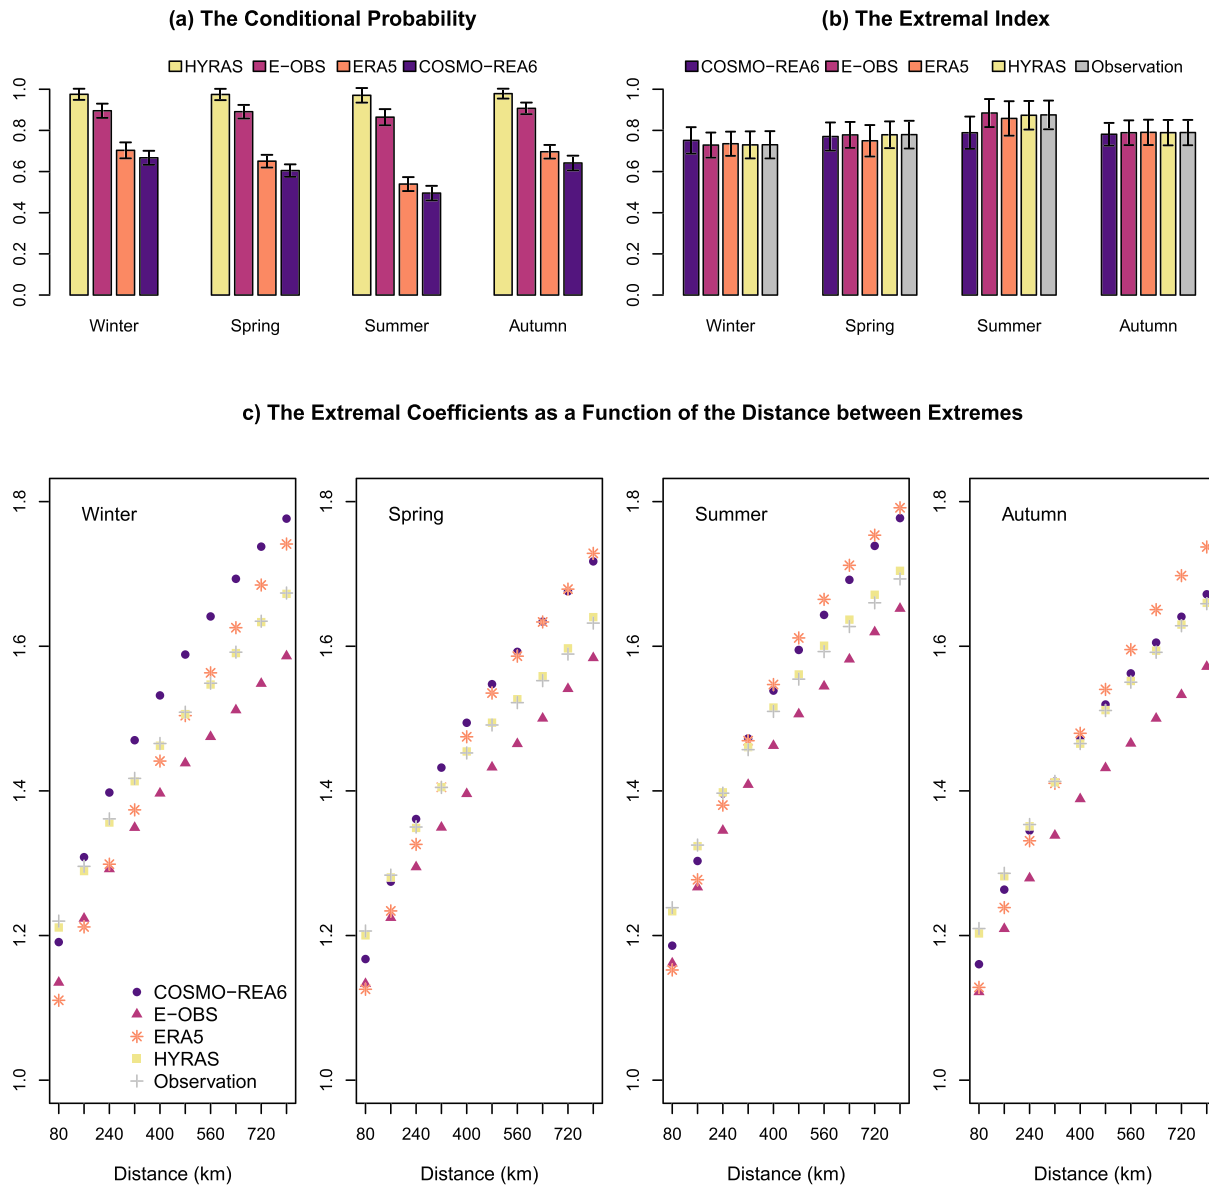 (a) The Conditional Probability
HYRAS E−OBS ERA5 COSMO−REA6
1.0
0.8
0.6
0.4
0.2
0.0
Winter Spring Summer Autumn
(b) The Extremal Index
COSMO−REA6 E−OBS ERA5 HYRAS Observation
1.0
0.8
0.6
0.4
0.2
0.0
Winter Spring Summer Autumn
c) The Extremal Coefficients as a Function of the Distance between Extremes
Winter
1.8
1.6
1.4
1.2
1.0
COSMO−REA6
E−OBS
ERA5
HYRAS
Observation
80 240 400 560 720
Distance (km)
Spring
1.8
1.6
1.4
1.2
1.0
80 240 400 560 720
Distance (km)
Summer
1.8
1.6
1.4
1.2
1.0
80 240 400 560 720
Distance (km)
Autumn
1.8
1.6
1.4
1.2
1.0
80 240 400 560 720
Distance (km)